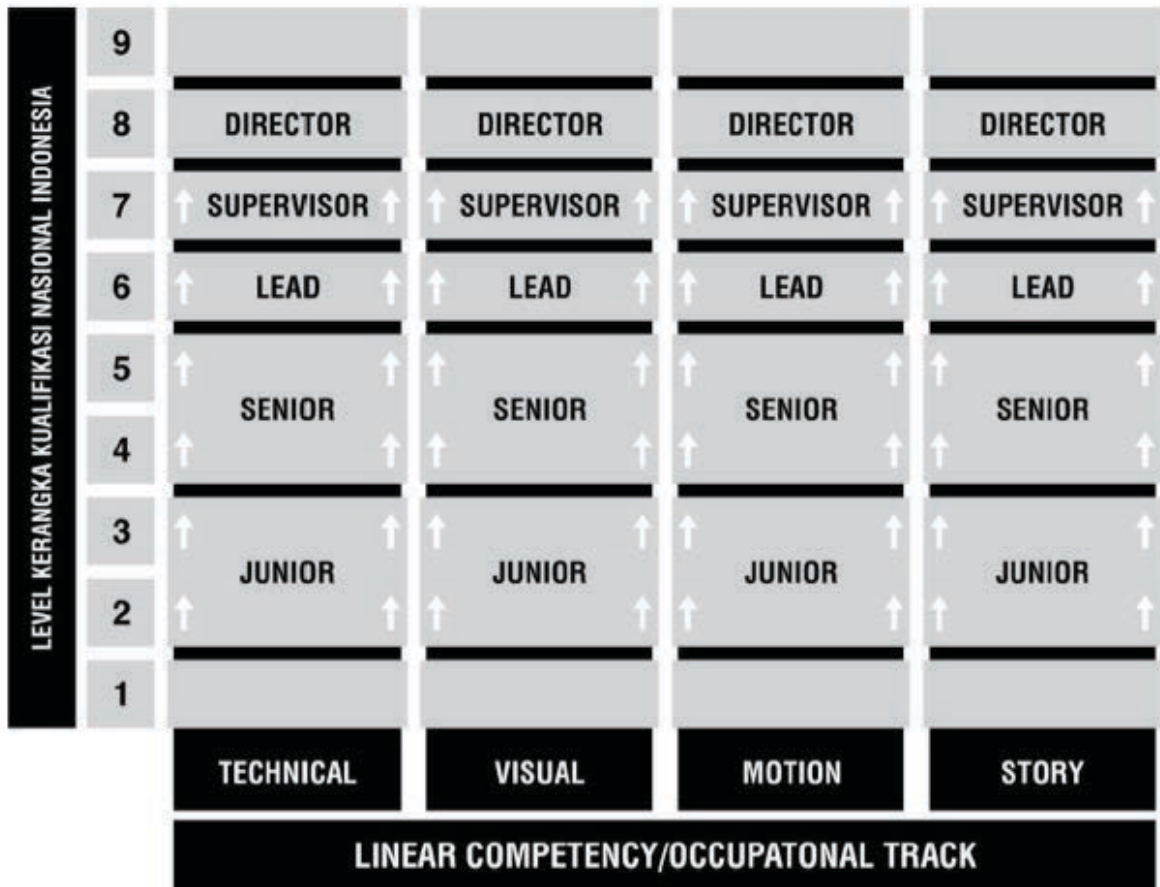 LEVEL KERANGKA KUALIFIKASI NASIONAL INDONESIA
9
8 DIRECTOR DIRECTOR DIRECTOR DIRECTOR
7 SUPERVISOR SUPERVISOR SUPERVISOR SUPERVISOR
6 LEAD LEAD LEAD LEAD
5
SENIOR SENIOR SENIOR SENIOR
4
3
JUNIOR JUNIOR JUNIOR JUNIOR
2
1
TECHNICAL VISUAL MOTION STORY
LINEAR COMPETENCY/OCCUPATONAL TRACK